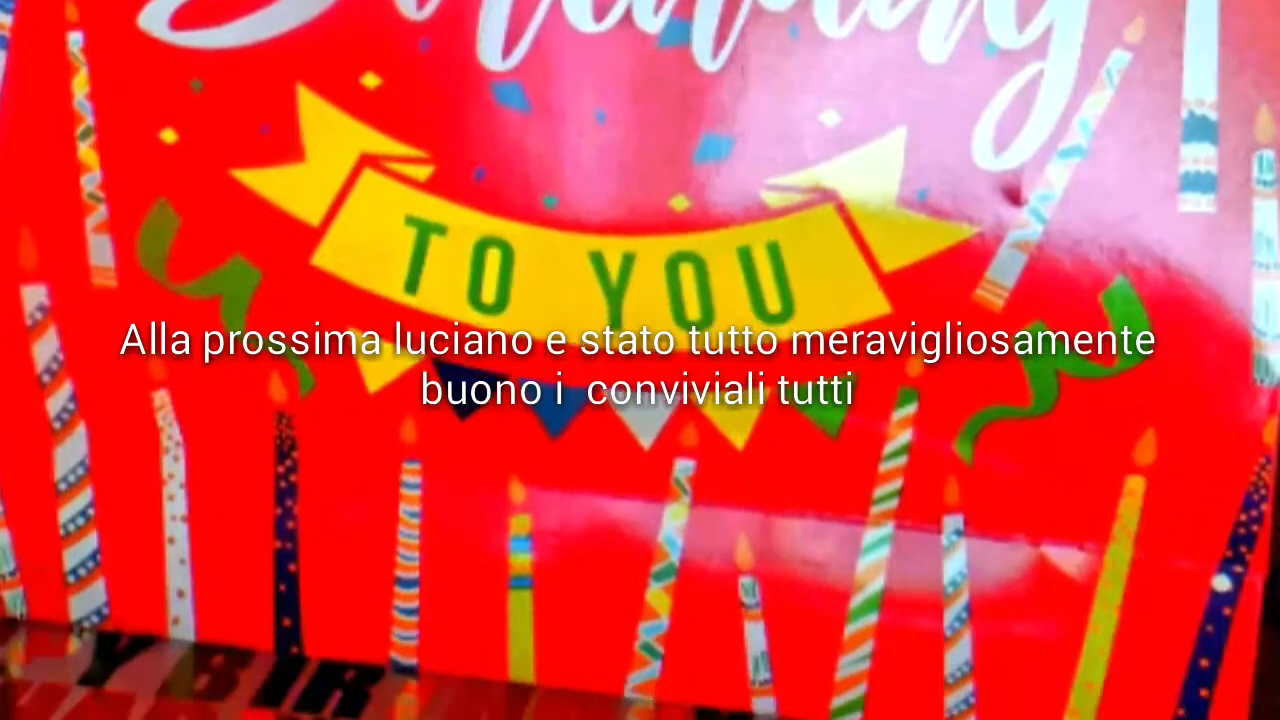 TO YOU
Alla prossima luciano e stato tutto meravigliosamente
buono i  conviviali tutti